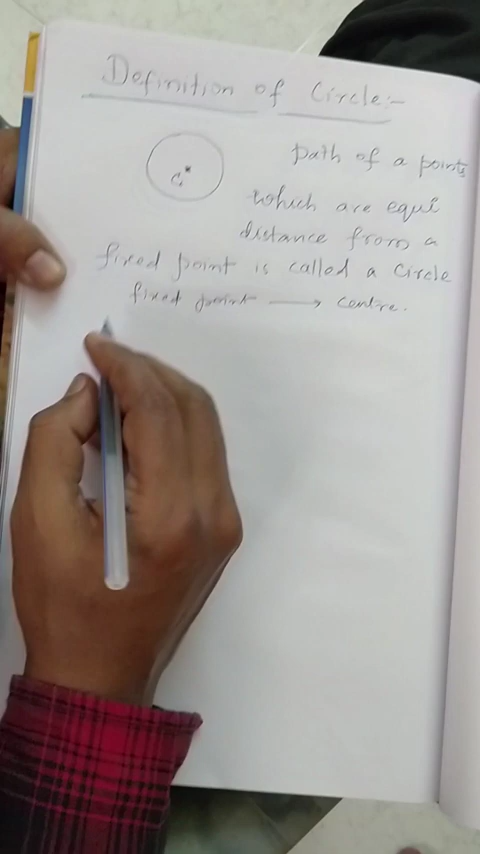 Definition of Circle:-
Path of a points
which are equi
distance from a
fixed point is called a Circle
fixed point → Centre.
C